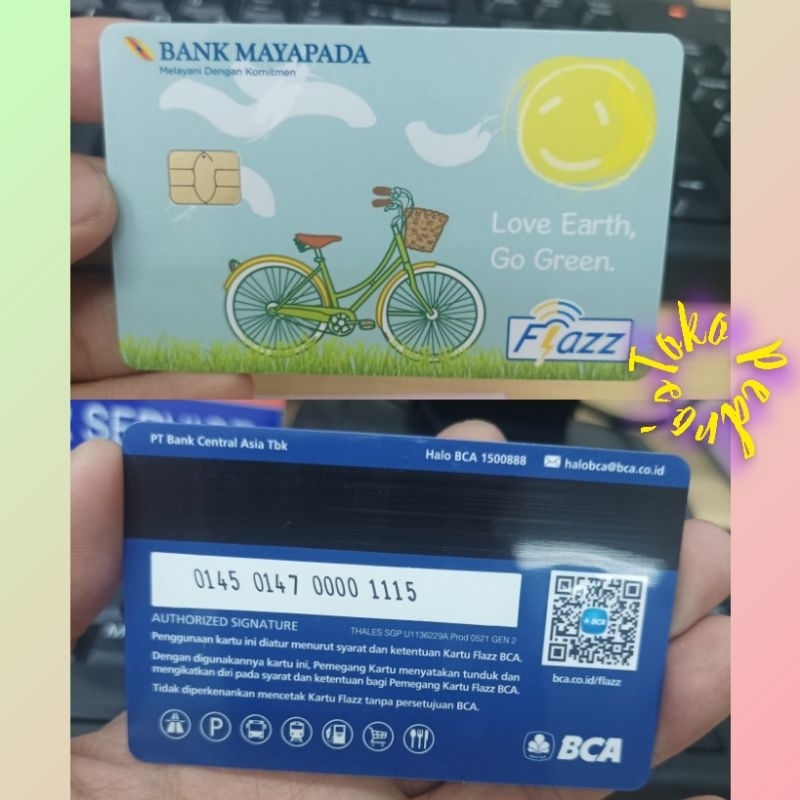 BANK MAYAPADA
Melayani Dengan Komitmen
Love Earth,
Go Green.
Flazz
Toko Pedro.
PT Bank Central Asia Tbk
Halo BCA 1500888
halobca@bca.co.id
0145 0147 0000 1115
AUTHORIZED SIGNATURE
THALES SGP U1136229A Prod 0521 GEN 2
Penggunaan kartu ini diatur menurut syarat dan ketentuan Kartu Flazz BCA.
Dengan digunakannya kartu ini, Pemegang Kartu menyatakan tunduk dan
mengikatkan diri pada syarat dan ketentuan bagi Pemegang Kartu Flazz BCA.
Tidak diperkenankan mencetak Kartu Flazz tanpa persetujuan BCA.
BCA
bca.co.id/flazz
P
BCA